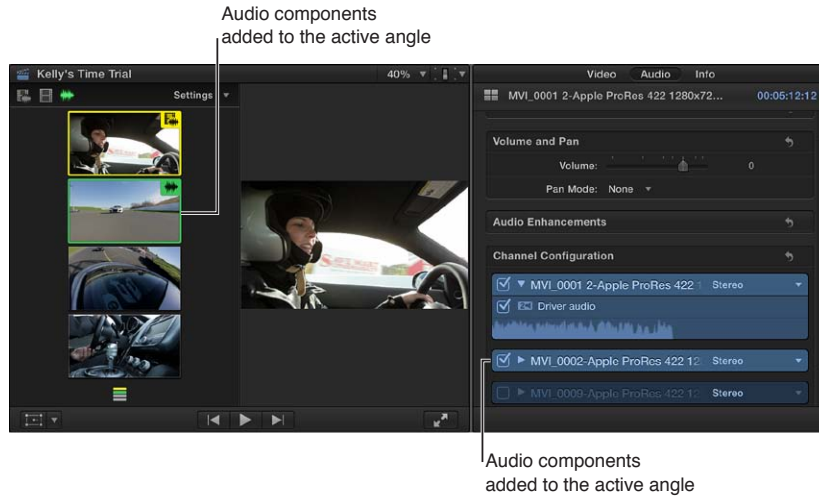 Audio components
added to the active angle
Kelly's Time Trial
40%
Video Audio Info
Settings
MVI_0001 2-Apple ProRes 422 1280x72... 00:05:12:12
Volume and Pan
Volume: 0
Pan Mode: None
Audio Enhancements
Channel Configuration
MVI_0001 2-Apple ProRes 422 1 Stereo
Driver audio
MVI_0002-Apple ProRes 422 12 Stereo
MVI_0009-Apple ProRes 422 12 Stereo
Audio components
added to the active angle